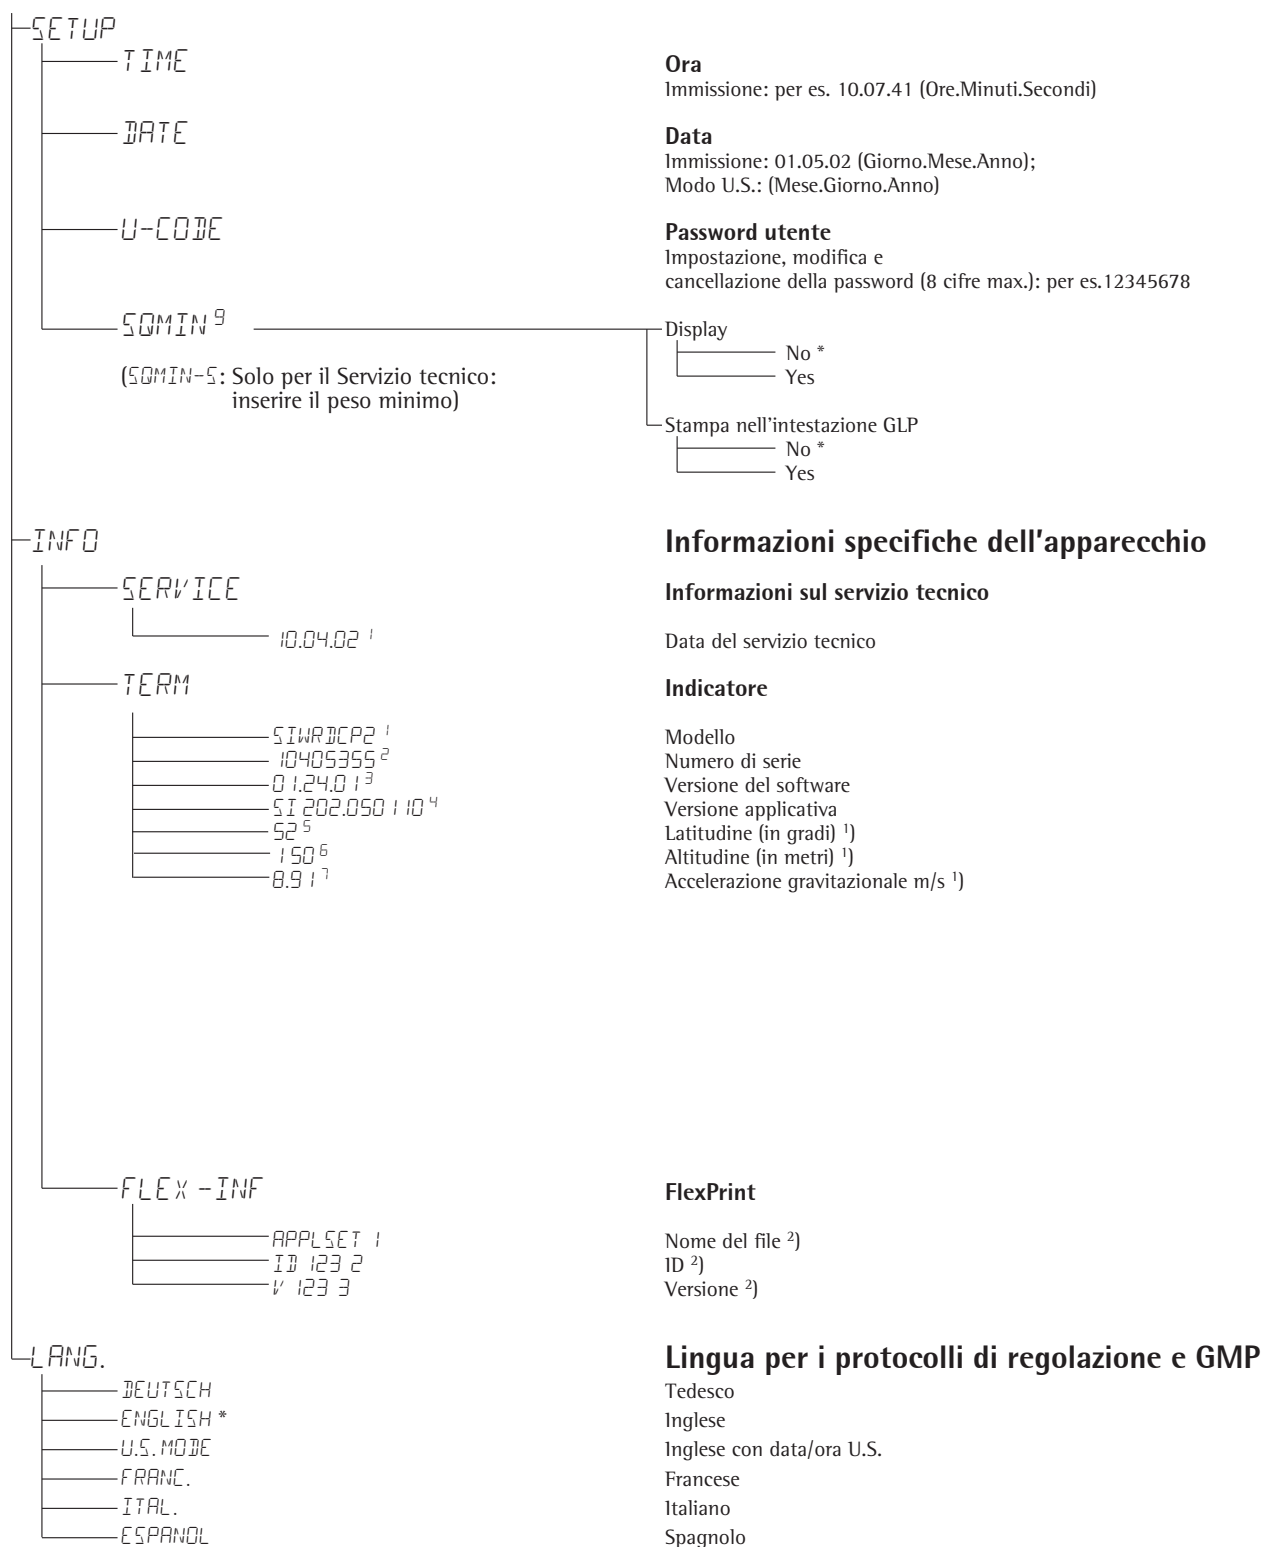 SETUP
TIME
Ora
Immissione: per es. 10.07.41 (Ore.Minuti.Secondi)
DATE
Data
Immissione: 01.05.02 (Giorno.Mese.Anno);
Modo U.S.: (Mese.Giorno.Anno)
U-CODE
Password utente
Impostazione, modifica e
cancellazione della password (8 cifre max.): per es.12345678
SQMIN 9
Display
No *
Yes
(SQMIN-S: Solo per il Servizio tecnico:
inserire il peso minimo)
Stampa nell'intestazione GLP
No *
Yes
INFO
Informazioni specifiche dell'apparecchio
SERVICE
Informazioni sul servizio tecnico
10.04.02 1
Data del servizio tecnico
TERM
Indicatore
SIWRDCP2 1
Modello
10405355 2
Numero di serie
01.24.01 3
Versione del software
SI 202.050110 4
Versione applicativa
52 5
Latitudine (in gradi) 1)
150 6
Altitudine (in metri) 1)
8.91 7
Accelerazione gravitazionale m/s 1)
FLEX-INF
FlexPrint
APPLSET 1
Nome del file 2)
ID 123 2
ID 2)
V 123 3
Versione 2)
LANG.
Lingua per i protocolli di regolazione e GMP
DEUTSCH
Tedesco
ENGLISH *
Inglese
U.S. MODE
Inglese con data/ora U.S.
FRANC.
Francese
ITAL.
Italiano
ESPANOL
Spagnolo